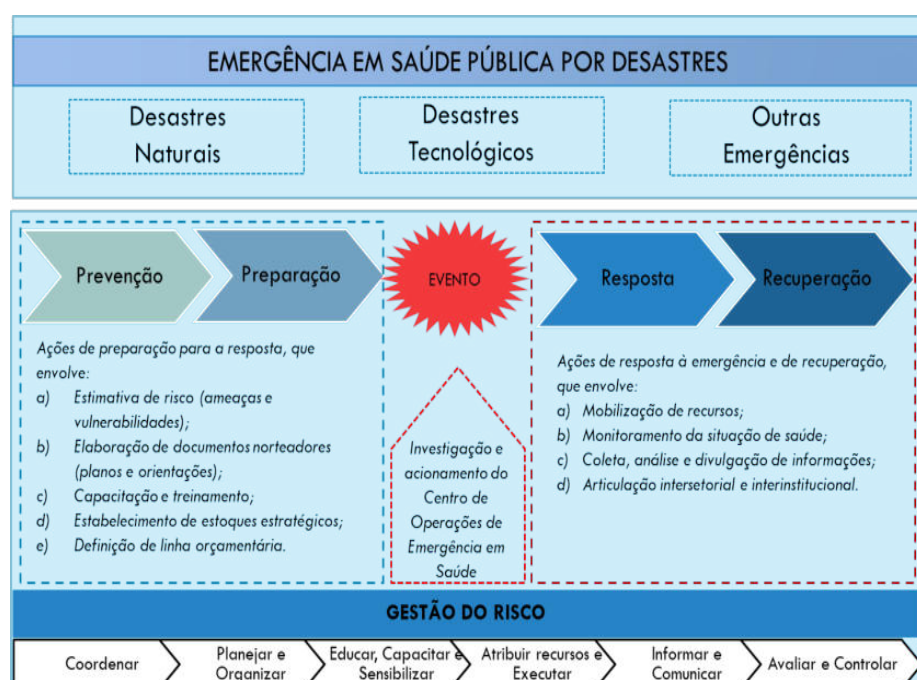 EMERGÊNCIA EM SAÚDE PÚBLICA POR DESASTRES
Desastres
Naturais
Desastres
Tecnológicos
Outras
Emergências
Prevenção
Preparação
EVENTO
Resposta
Recuperação
Ações de preparação para a resposta, que
envolve:
a) Estimativa de risco (ameaças e
vulnerabilidades);
b) Elaboração de documentos norteadores
(planos e orientações);
c) Capacitação e treinamento;
d) Estabelecimento de estoques estratégicos;
e) Definição de linha orçamentária.
Investigação e
acionamento do
Centro de
Operações de
Emergência em
Saúde
Ações de resposta à emergência e de recuperação,
que envolve:
a) Mobilização de recursos;
b) Monitoramento da situação de saúde;
c) Coleta, análise e divulgação de informações;
d) Articulação intersetorial e interinstitucional.
GESTÃO DO RISCO
Coordenar
Planejar e
Organizar
Educar, Capacitar e
Sensibilizar
Atribuir recursos e
Executar
Informar e
Comunicar
Avaliar e Controlar